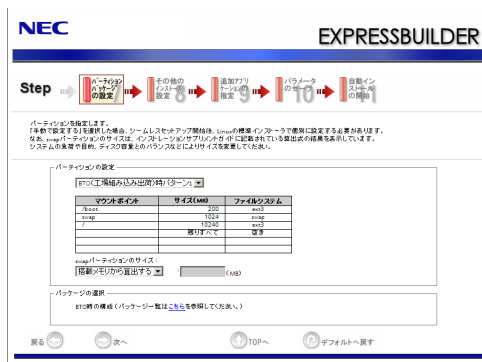 NEC
EXPRESSBUILDER
Step
パーティション パッケージ の設定 7
その他の インストール 設定 8
追加アプリ ケーションの 指定 9
パラメータ のセーブ 10
自動イン ストール の開始 11
パーティションを指定します。
「手動で設定する」を選択した場合、シームレスセットアップ開始後、Linuxの標準インストーラで個別に設定する必要があります。
なお、swapパーティションのサイズは、インストレーションサプリメントガイドに記載されている算出式の結果を表示しています。
システムの負荷や目的、ディスク容量とのバランスなどによりサイズを変更してください。
パーティションの設定
BTO(工場組み込み出荷)時パターン1
マウントポイント サイズ(MB) ファイルシステム
/boot 200 ext3
swap 1024 swap
/ 10240 ext3
残りすべて 空き
swapパーティションのサイズ:
搭載メモリから算出する : (MB)
パッケージの選択
BTO時の構成(パッケージ一覧はこちらを参照してください。)
戻る 次へ TOPへ デフォルトへ戻す